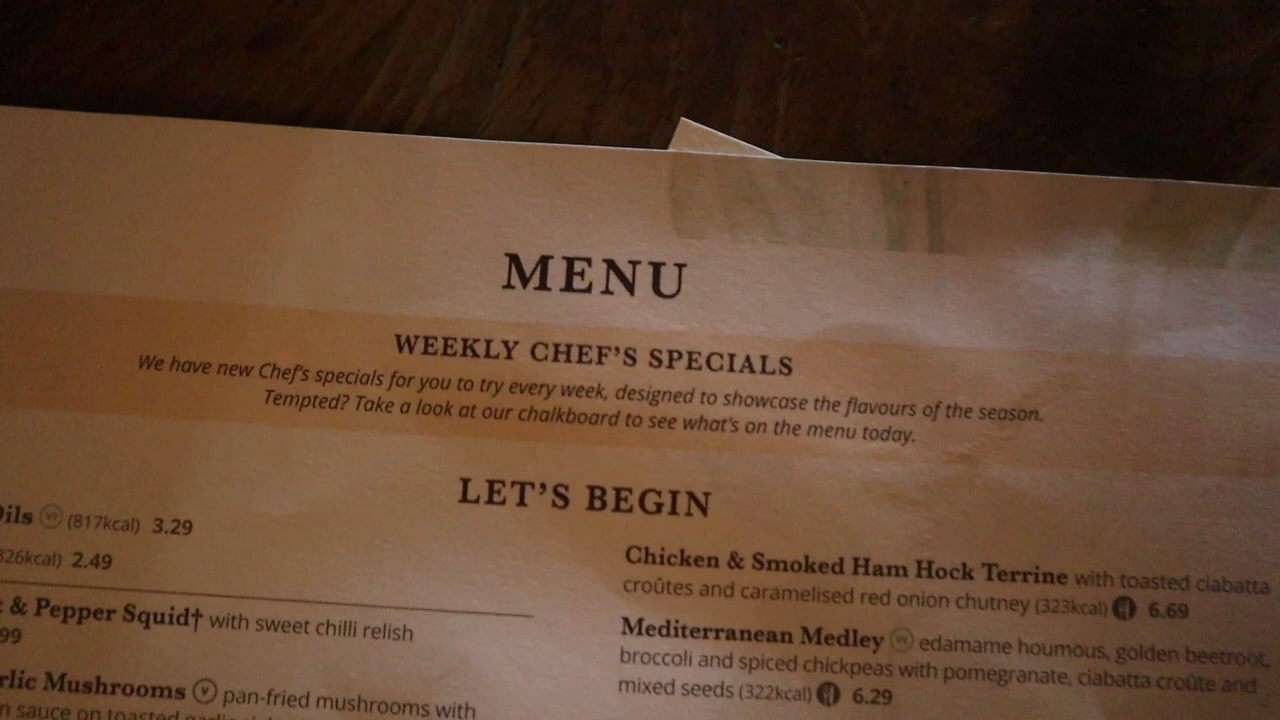 MENU
WEEKLY CHEF'S SPECIALS
We have new Chef's specials for you to try every week, designed to showcase the flavours of the season.
Tempted? Take a look at our chalkboard to see what's on the menu today.
LET'S BEGIN
(817kcal) 3.29
2.49
& Pepper Squid† with sweet chilli relish
Mushrooms V pan-fried mushrooms with
sauce on toasted
Chicken & Smoked Ham Hock Terrine with toasted ciabatta
croûtes and caramelised red onion chutney (323kcal) 6.69
Mediterranean Medley edamame houmous, golden beetroot,
broccoli and spiced chickpeas with pomegranate, ciabatta croûte and
mixed seeds (322kcal) 6.29